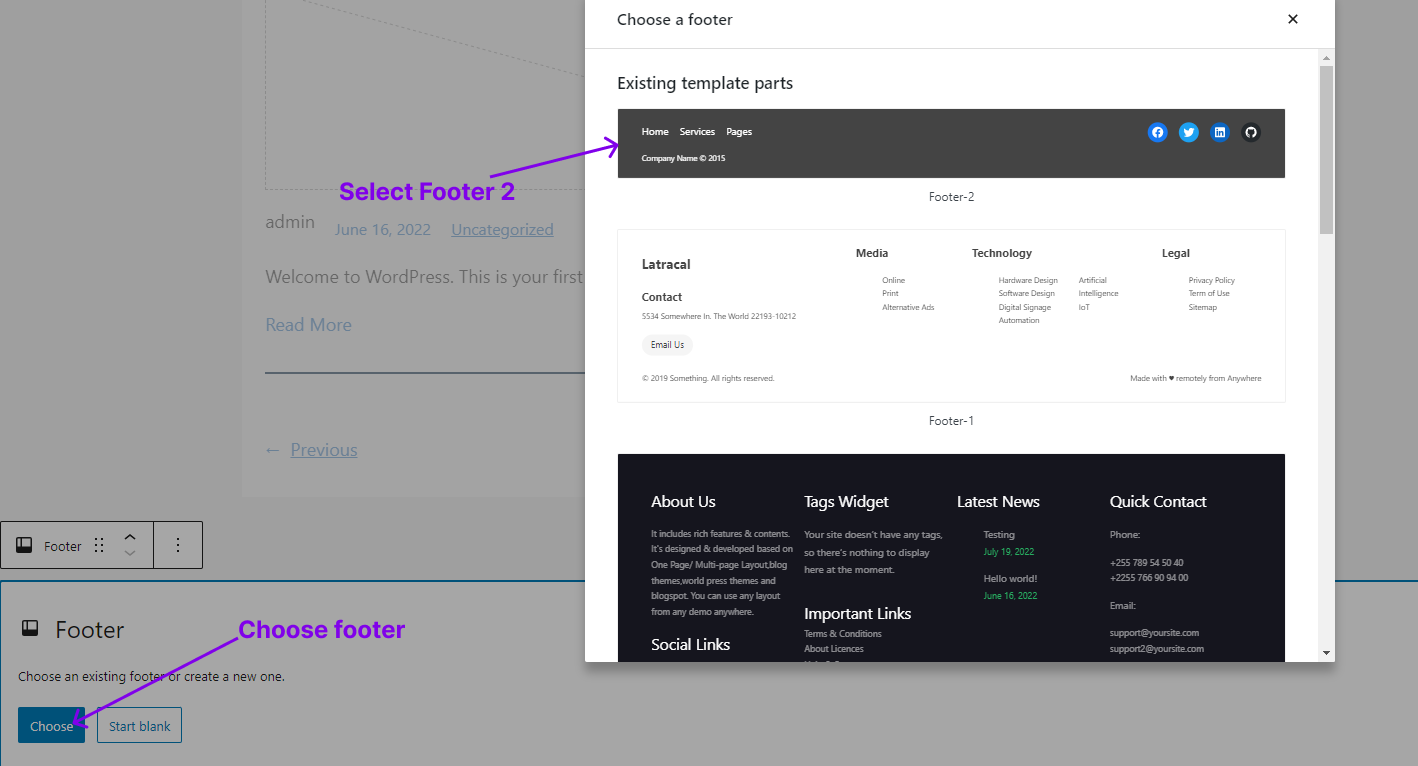 Choose a footer
Existing template parts
Home Services Pages
Company Name © 2015
Footer-2
Select Footer 2
admin June 16, 2022 Uncategorized
Welcome to WordPress. This is your first
Read More
← Previous
Latracal
Contact
5534 Somewhere In. The World 22193-10212
Email Us
Media
Online
Print
Alternative Ads
Technology
Hardware Design
Software Design
Digital Signage
Automation
Artificial
Intelligence
IoT
Legal
Privacy Policy
Term of Use
Sitemap
© 2019 Something. All rights reserved.
Made with ♥ remotely from Anywhere
Footer-1
About Us
It includes rich features & contents.
It's designed & developed based on
One Page/ Multi-page Layout,blog
themes,world press themes and
blogspot. You can use any layout
from any demo anywhere.
Social Links
Tags Widget
Your site doesn't have any tags,
so there's nothing to display
here at the moment.
Important Links
Terms & Conditions
About Licences
Latest News
Testing
July 19, 2022
Hello world!
June 16, 2022
Quick Contact
Phone:
+255 789 54 50 40
+2255 766 90 94 00
Email:
support@yoursite.com
support2@yoursite.com
Footer
Footer
Choose footer
Choose an existing footer or create a new one.
Choose Start blank